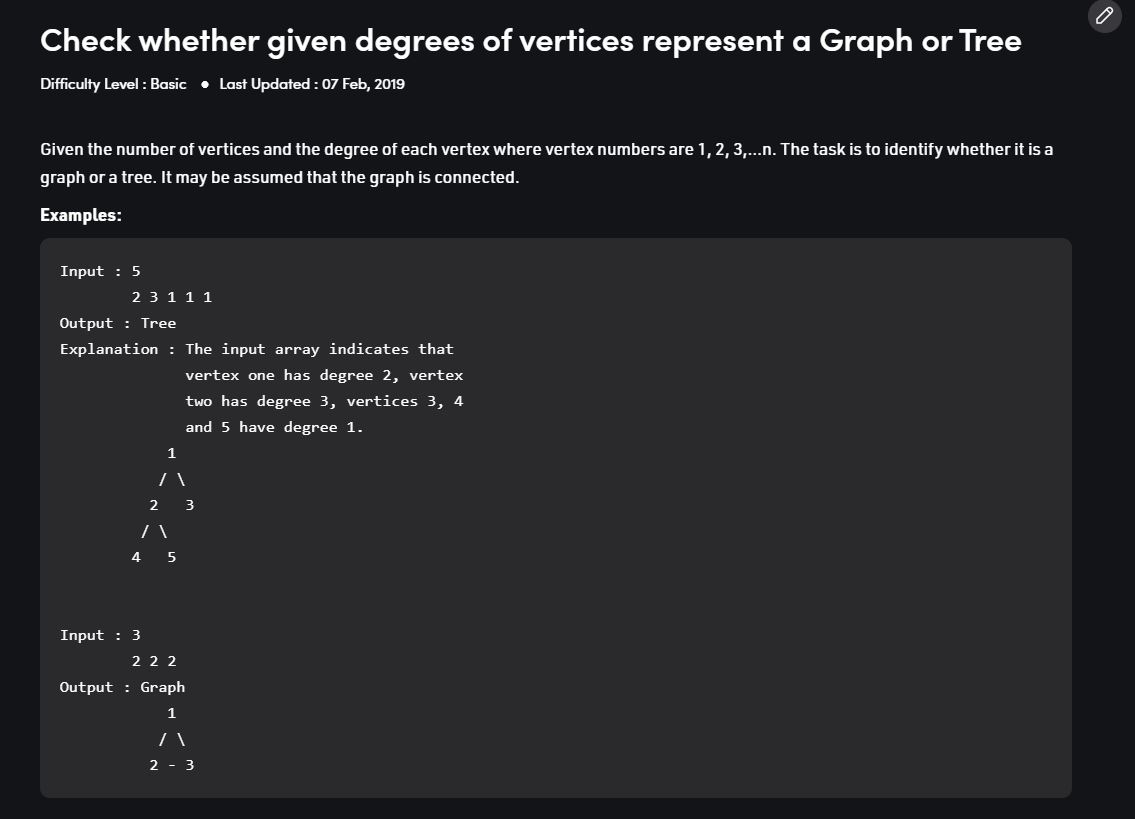 Check whether given degrees of vertices represent a Graph or Tree
Difficulty Level : Basic ● Last Updated : 07 Feb, 2019
Given the number of vertices and the degree of each vertex where vertex numbers are 1, 2, 3,...n. The task is to identify whether it is a
graph or a tree. It may be assumed that the graph is connected.
Examples:
Input : 5
        2 3 1 1 1
Output : Tree
Explanation : The input array indicates that
              vertex one has degree 2, vertex
              two has degree 3, vertices 3, 4
              and 5 have degree 1.
            1
           / \
          2   3
         / \
        4   5
Input : 3
        2 2 2
Output : Graph
            1
           / \
          2 - 3